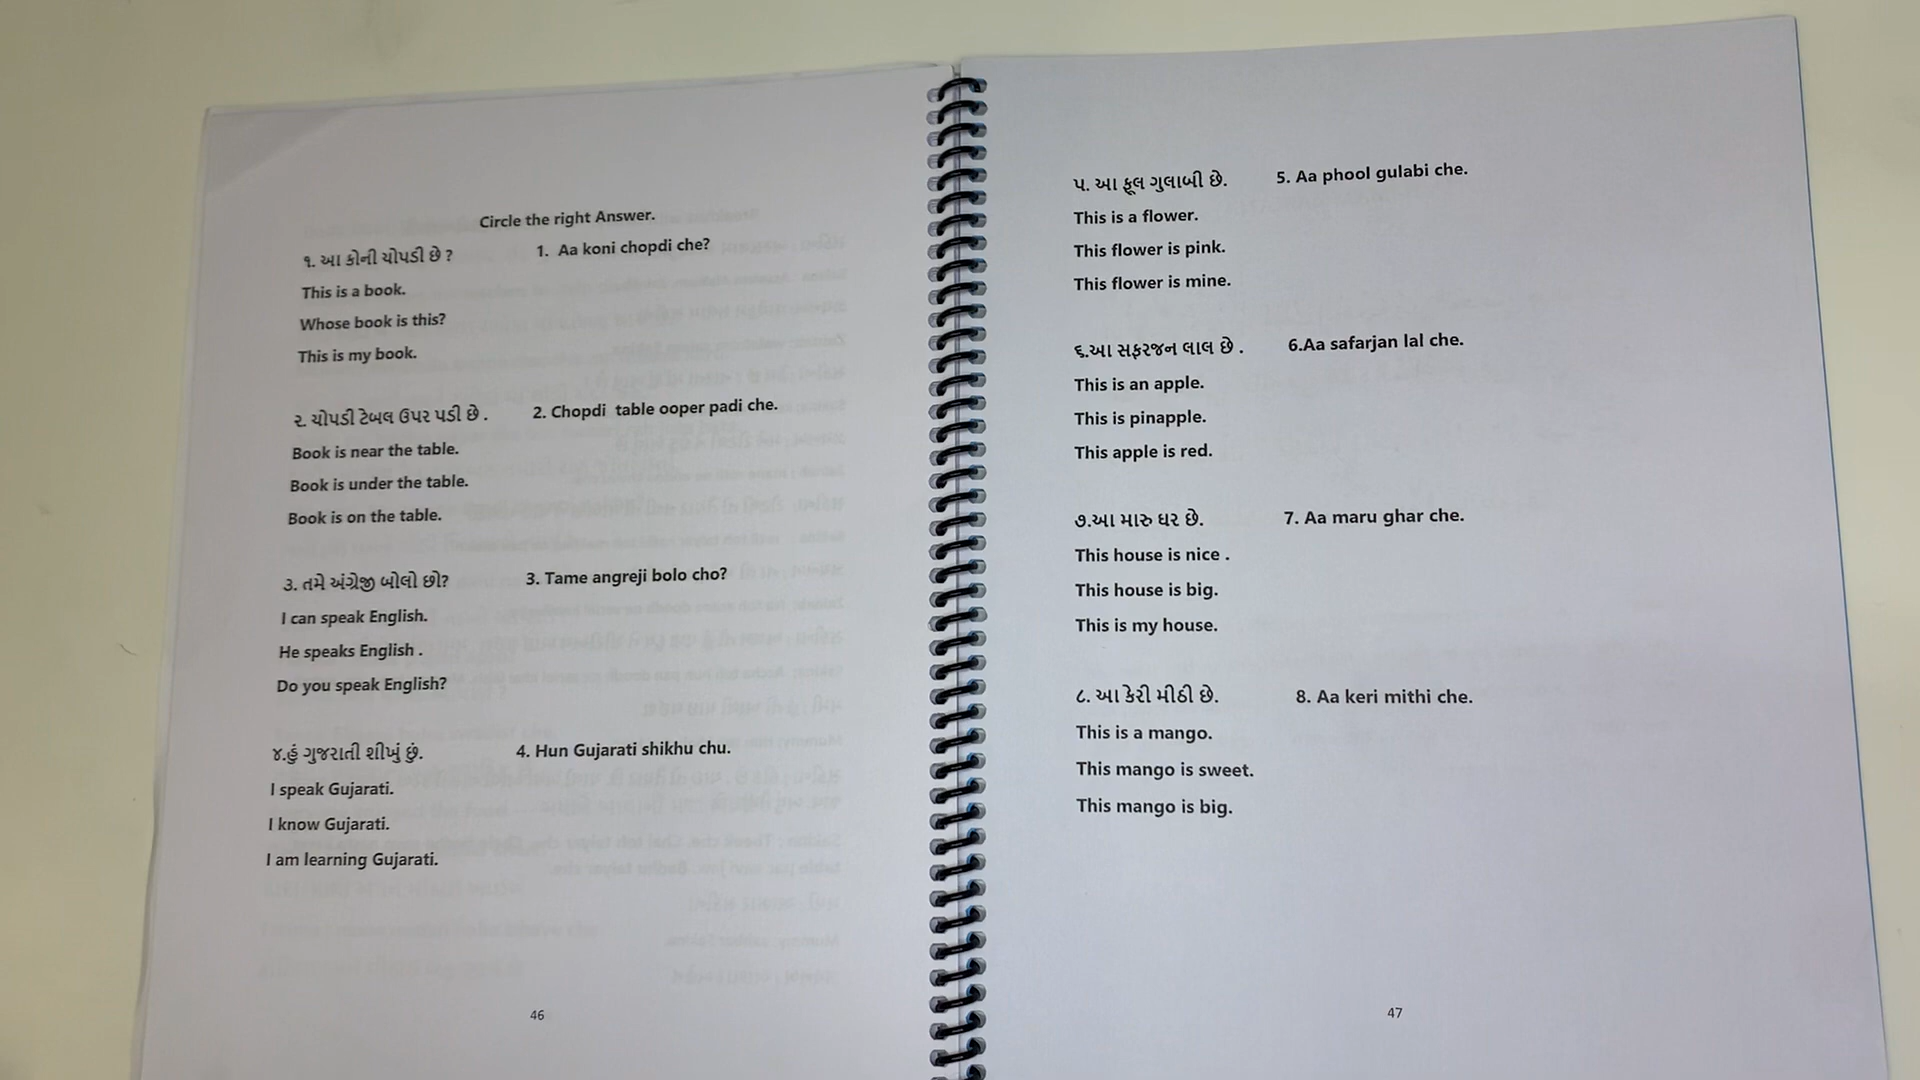 Circle the right Answer.
૧. આ કોની ચોપડી છે ? 1. Aa koni chopdi che?
This is a book.
Whose book is this?
This is my book.
૨. ચોપડી ટેબલ ઉપર પડી છે . 2. Chopdi table ooper padi che.
Book is near the table.
Book is under the table.
Book is on the table.
૩. તમે અંગ્રેજી બોલો છો? 3. Tame angreji bolo cho?
I can speak English.
He speaks English .
Do you speak English?
૪.હું ગુજરાતી શીખું છું. 4. Hun Gujarati shikhu chu.
I speak Gujarati.
I know Gujarati.
I am learning Gujarati.
46
૫. આ ફૂલ ગુલાબી છે. 5. Aa phool gulabi che.
This is a flower.
This flower is pink.
This flower is mine.
૬.આ સફરજન લાલ છે . 6.Aa safarjan lal che.
This is an apple.
This is pinapple.
This apple is red.
૭.આ મારુ ઘર છે. 7. Aa maru ghar che.
This house is nice .
This house is big.
This is my house.
૮. આ કેરી મીઠી છે. 8. Aa keri mithi che.
This is a mango.
This mango is sweet.
This mango is big.
47